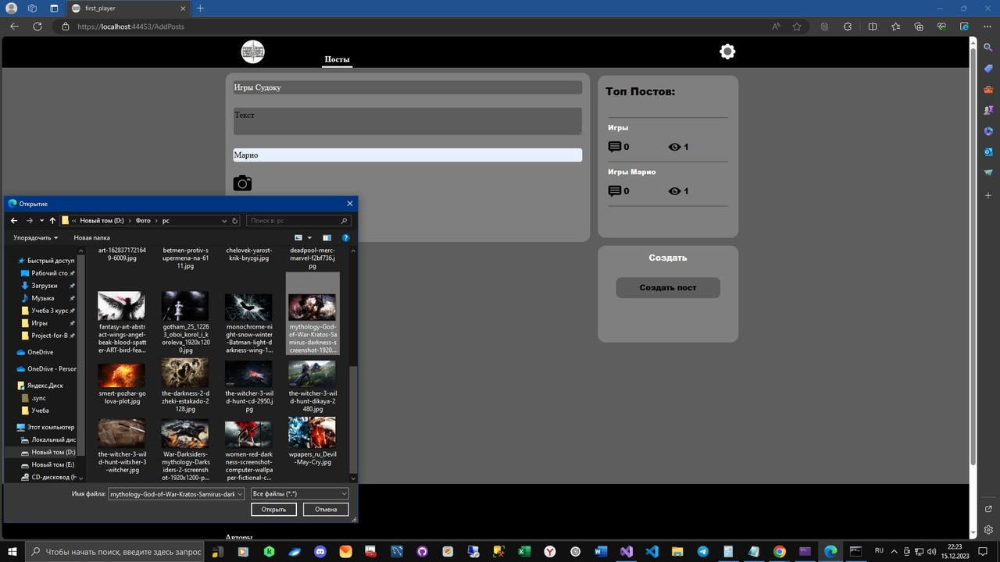 first_player
https://localhost:44453/AddPosts
Посты
Игры Судоку
Текст
Марио
Топ Постов:
Игры
0 1
Игры Марио
0 1
Создать
Создать пост
Авторы
Открытие
« Новый том (D:) › Фото › pc
Поиск в: pc
Упорядочить
Новая папка
Быстрый доступ
Рабочий сто
Загрузки
Музыка
Учеба 3 курс
Игры
Project-for-B
OneDrive
OneDrive - Person
Яндекс.Диск
.sync
Учеба
Этот компьютер
Локальный дис
Новый том (D:)
Новый том (E:)
CD-дисковод (H
art-162837172164
9-6009.jpg
betmen-protiv-s
upermena-na-61
11.jpg
chelovek-yarost-
krik-bryzgi.jpg
deadpool-merc-
marvel-f2bf736.j
pg
fantasy-art-abstr
act-wings-angel-
beak-blood-spatt
er-ART-bird-fea...
gotham_25_1226
3_oboi_korol_i_k
oroleva_1920x120
0.jpg
monochrome-ni
ght-snow-winter
-Batman-light-d
arkness-wing-1...
mythology-God-
of-War-Kratos-Sa
mirus-darkness-s
creenshot-1920...
smert-pozhar-go
lova-plot.jpg
the-darkness-2-d
zheki-estakado-2
128.jpg
the-witcher-3-wil
d-hunt-cd-2950.j
pg
the-witcher-3-wil
d-hunt-dikaya-2
480.jpg
the-witcher-3-wil
d-hunt-witxher-3
-witcher.jpg
War-Darksiders-
mythology-Darks
iders-2-screensh
ot-1920x1200-p...
women-red-dark
ness-screenshot-
computer-wallpa
per-fictional-c...
wpapers_ru_Devil
-May-Cry.jpg
Имя файла:
mythology-God-of-War-Kratos-Samirus-dark
Все файлы (*.*)
Открыть
Отмена
Чтобы начать поиск, введите здесь запрос
RU
22:23
15.12.2023